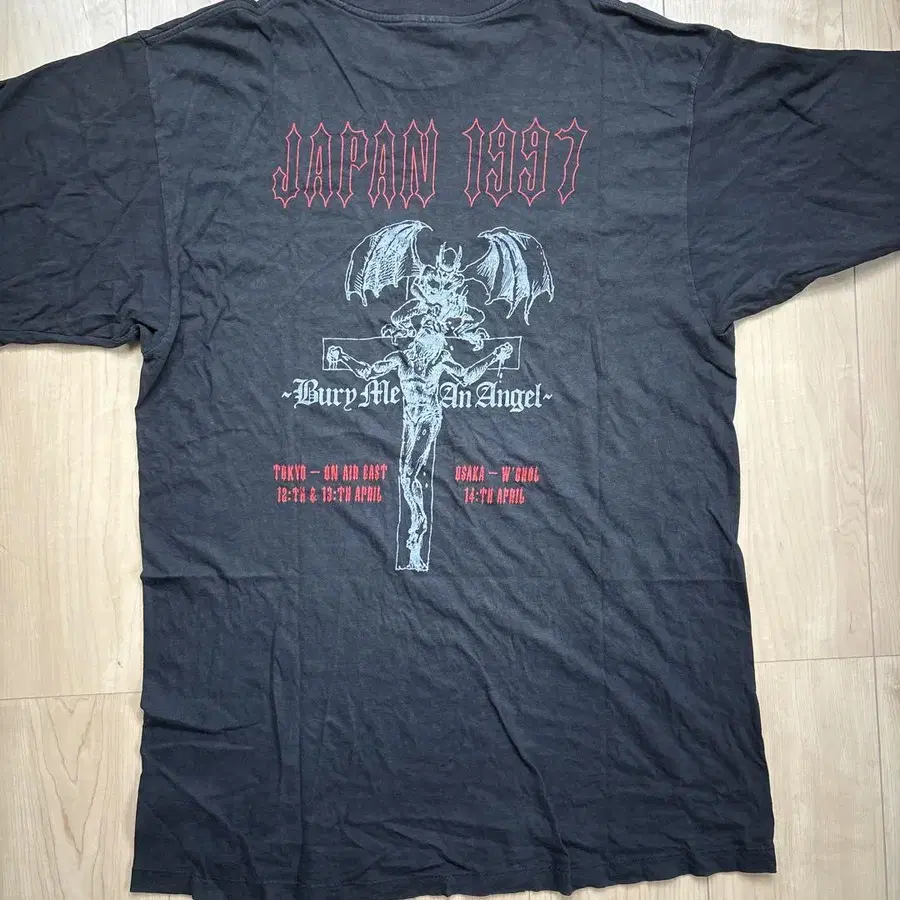 JAPAN 1997
~Bury Me An Angel~
TOKYO — ON AIR EAST
12:TH & 13:TH APRIL
OSAKA — W'OHOL
14:TH APRIL